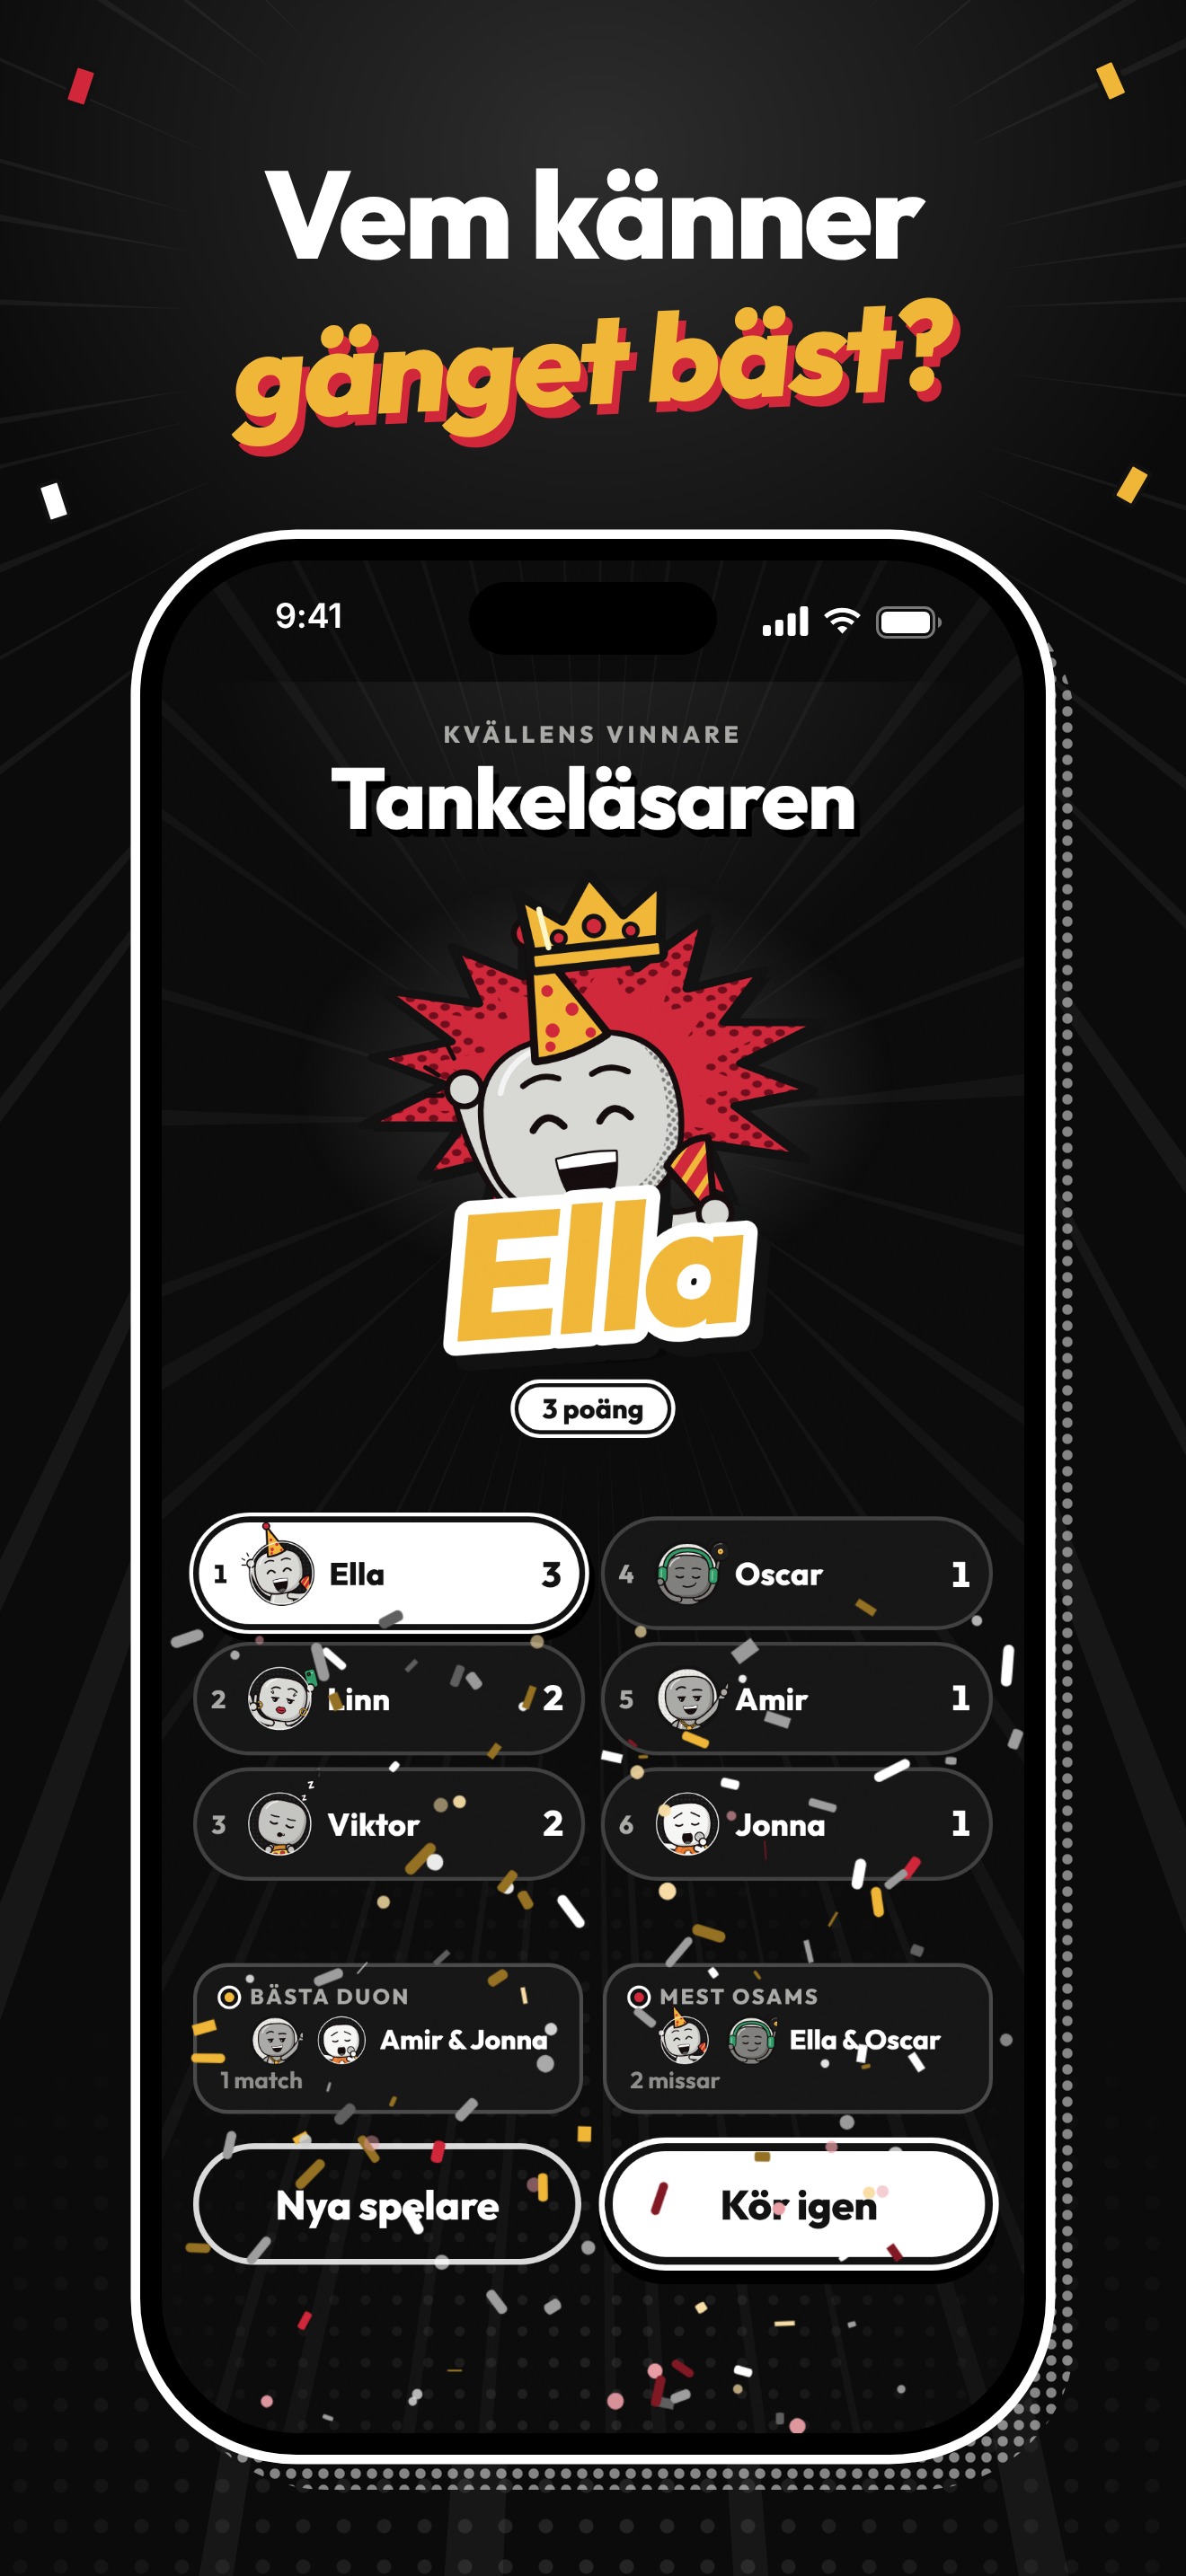 Vem känner
gänget bäst?
9:41
KVÄLLENS VINNARE
Tankeläsaren
Ella
3 poäng
1 Ella 3
4 Oscar 1
2 Linn 2
5 Amir 1
3 Viktor 2
z
z
6 Jonna 1
BÄSTA DUON
Amir & Jonna
1 match
MEST OSAMS
Ella & Oscar
2 missar
Nya spelare
Kör igen